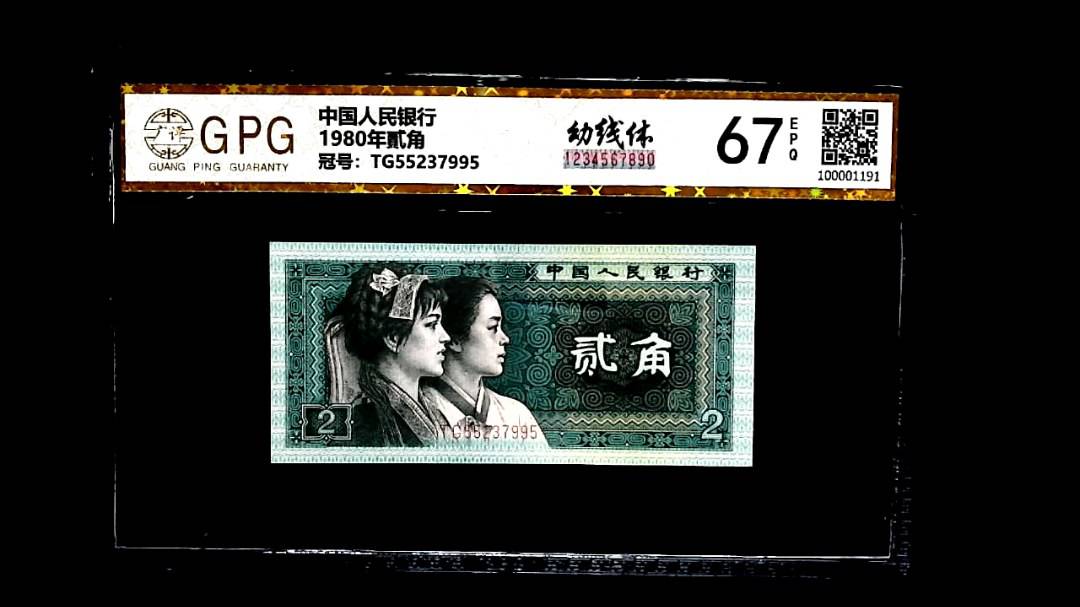 GPG
GUANG PING GUARANTY
中国人民银行
1980年贰角
冠号：TG55237995
幼线体
1234567890
67
EPQ
100001191
中国人民银行
贰角
2
2
TG55237995